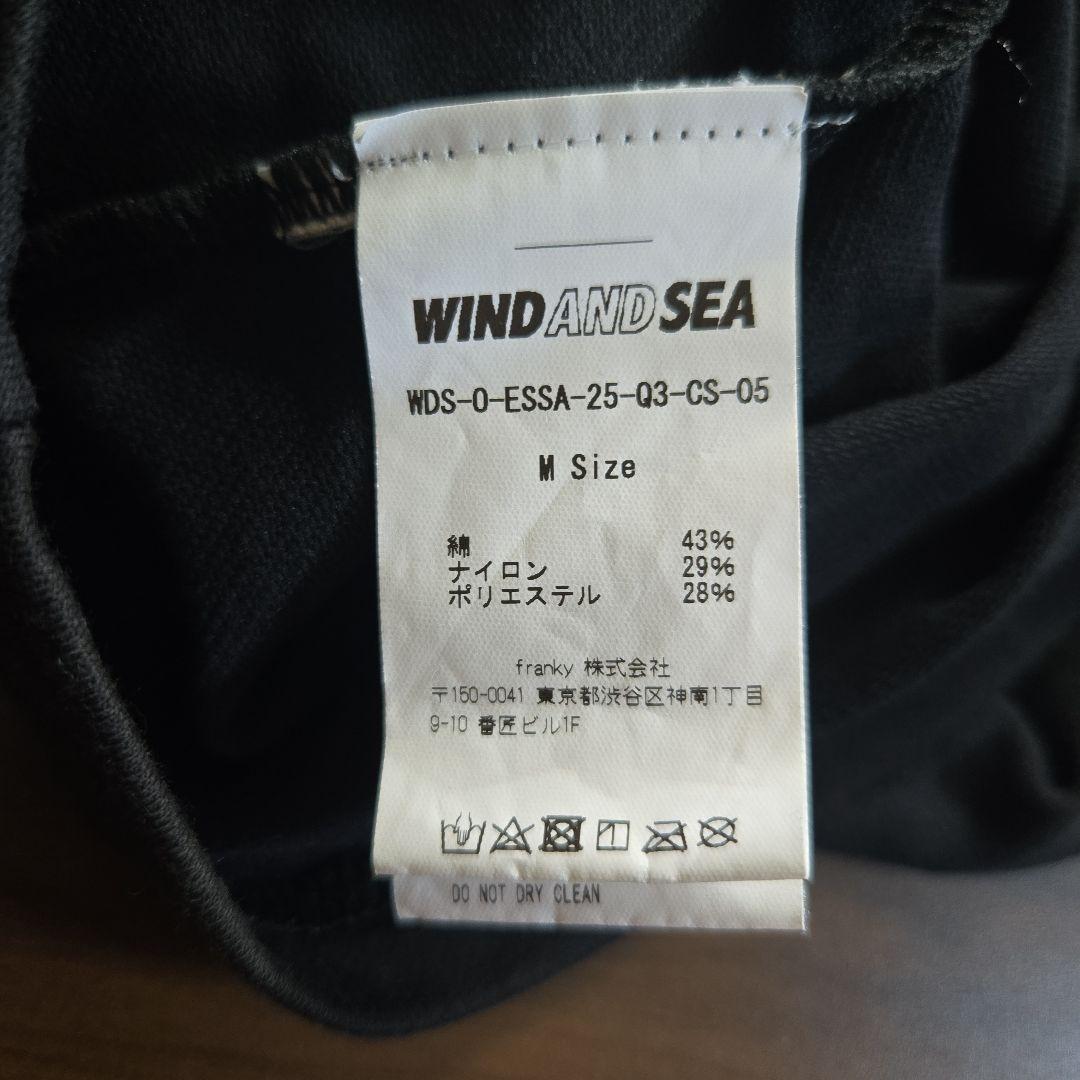 WINDANDSEA
WDS-O-ESSA-25-Q3-CS-05
M Size
綿 43%
ナイロン 29%
ポリエステル 28%
franky 株式会社
〒150-0041 東京都渋谷区神南1丁目
9-10 番匠ビル1F
DO NOT DRY CLEAN